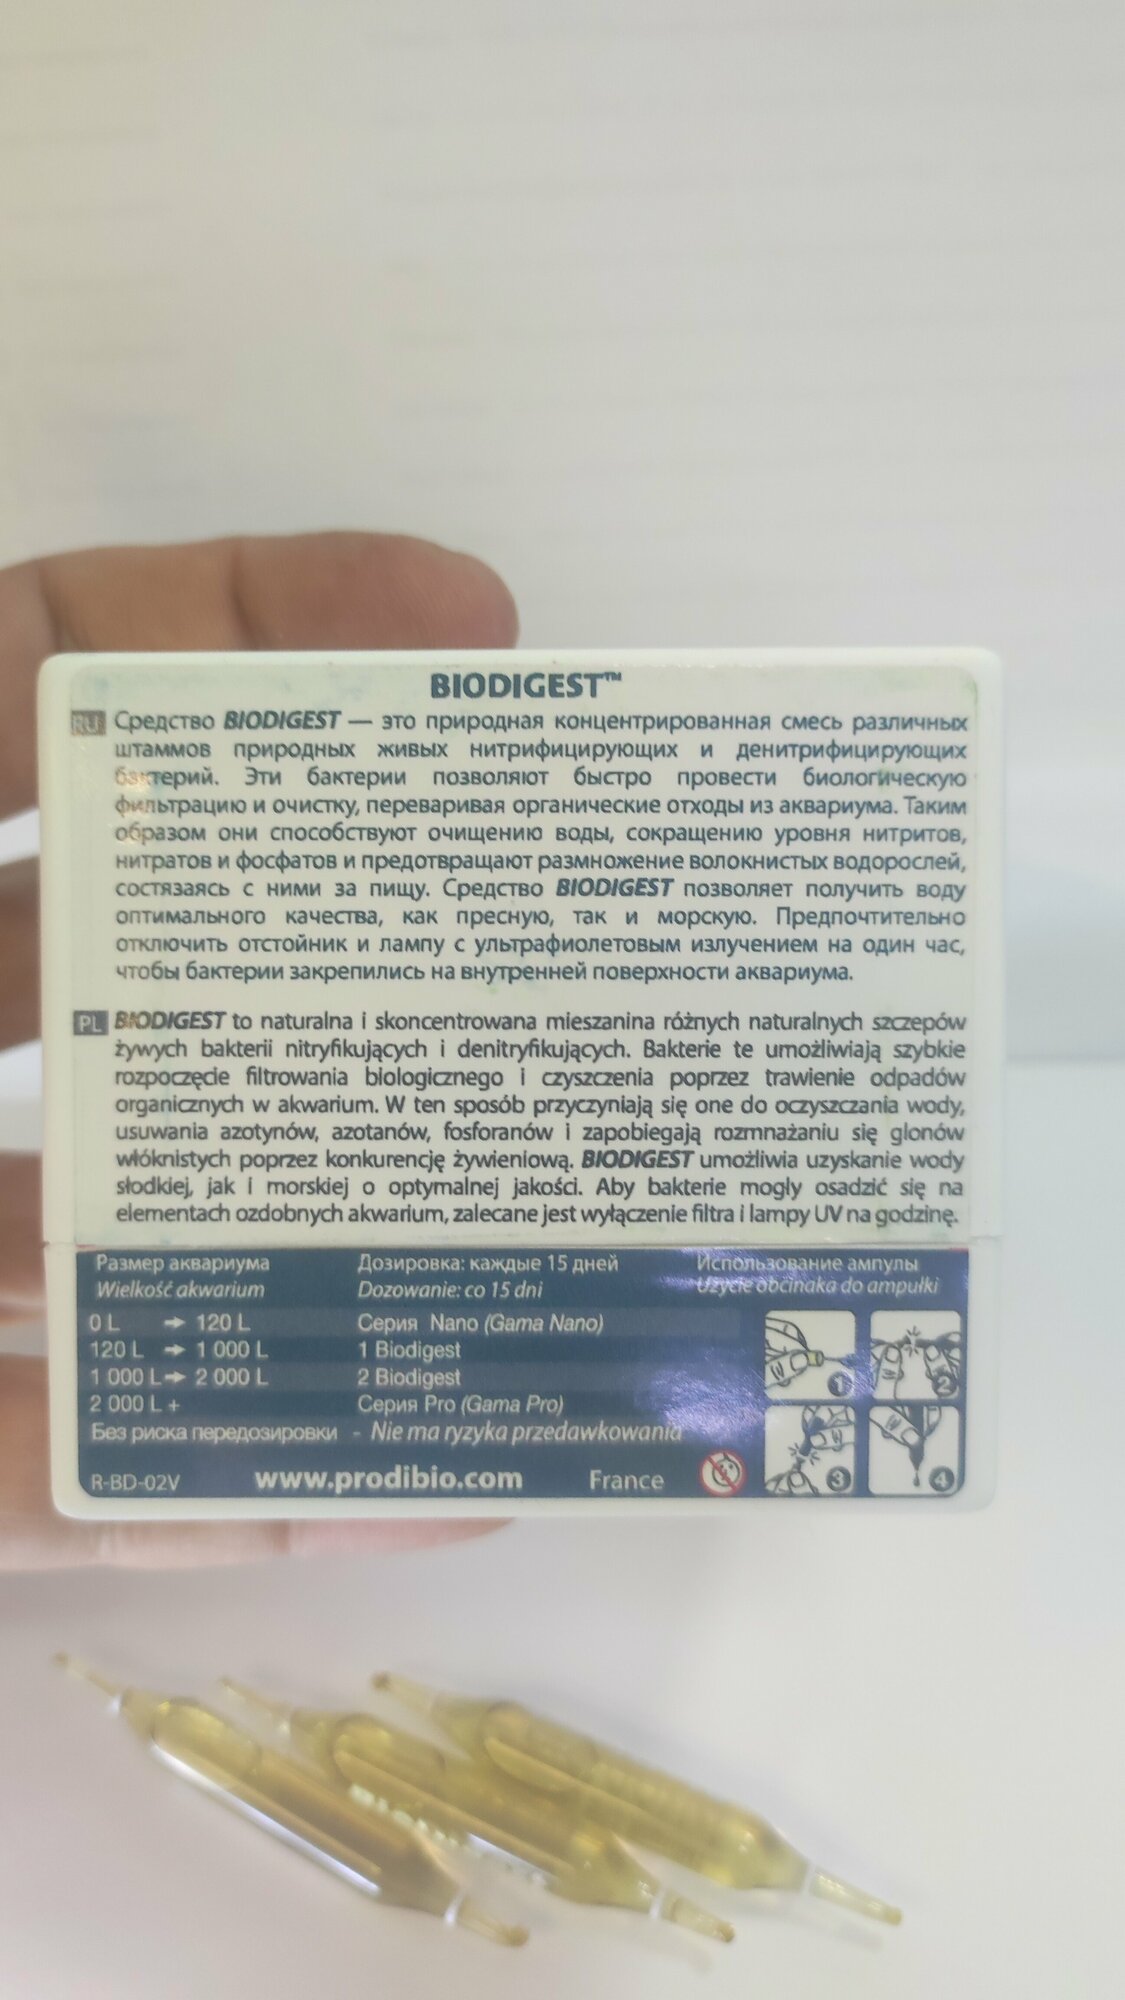 BIODIGEST™
RU Средство BIODIGEST — это природная концентрированная смесь различных
штаммов природных живых нитрифицирующих и денитрифицирующих
бактерий. Эти бактерии позволяют быстро провести биологическую
фильтрацию и очистку, переваривая органические отходы из аквариума. Таким
образом они способствуют очищению воды, сокращению уровня нитритов,
нитратов и фосфатов и предотвращают размножение волокнистых водорослей,
состязаясь с ними за пищу. Средство BIODIGEST позволяет получить воду
оптимального качества, как пресную, так и морскую. Предпочтительно
отключить отстойник и лампу с ультрафиолетовым излучением на один час,
чтобы бактерии закрепились на внутренней поверхности аквариума.
PL BIODIGEST to naturalna i skoncentrowana mieszanina różnych naturalnych szczepów
żywych bakterii nitryfikujących i denitryfikujących. Bakterie te umożliwiają szybkie
rozpoczęcie filtrowania biologicznego i czyszczenia poprzez trawienie odpadów
organicznych w akwarium. W ten sposób przyczyniają się one do oczyszczania wody,
usuwania azotynów, azotanów, fosforanów i zapobiegają rozmnażaniu się glonów
włóknistych poprzez konkurencję żywieniową. BIODIGEST umożliwia uzyskanie wody
słodkiej, jak i morskiej o optymalnej jakości. Aby bakterie mogly osadzić się na
elementach ozdobnych akwarium, zalecane jest wyłączenie filtra i lampy UV na godzinę.
Размер аквариума Дозировка: каждые 15 дней Использование ампулы
Wielkość akwarium Dozowanie: co 15 dni Użycie obcinaka do ampułki
0 L → 120 L Серия Nano (Gama Nano)
120 L → 1 000 L 1 Biodigest
1 000 L → 2 000 L 2 Biodigest
2 000 L + Серия Pro (Gama Pro)
Без риска передозировки - Nie ma ryzyka przedawkowania
1 2 3 4
R-BD-02V www.prodibio.com France